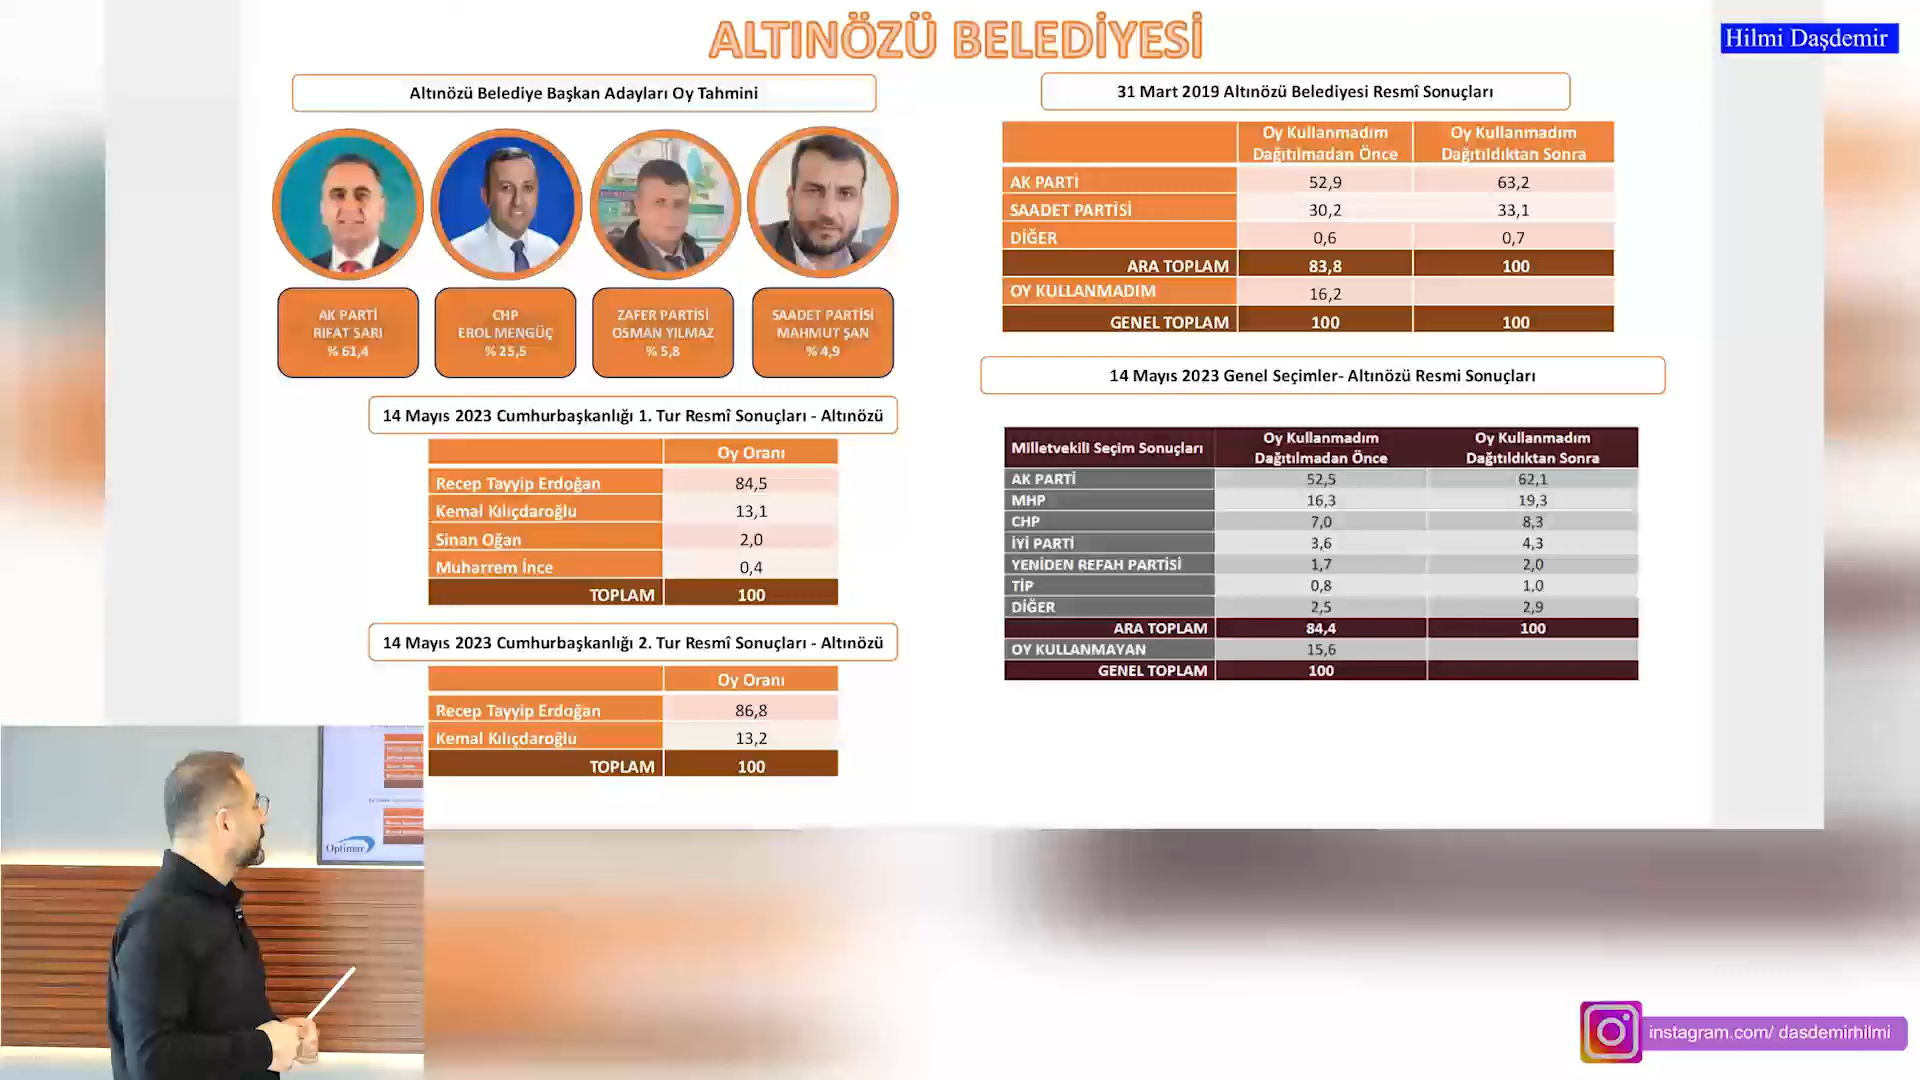 ALTINÖZÜ BELEDİYESİ
Hilmi Daşdemir
Altınözü Belediye Başkan Adayları Oy Tahmini
AK PARTİ
RIFAT SARI
% 61,4
CHP
EROL MENGÜÇ
% 25,5
ZAFER PARTİSİ
OSMAN YILMAZ
% 5,8
SAADET PARTİSİ
MAHMUT ŞAN
% 4,9
14 Mayıs 2023 Cumhurbaşkanlığı 1. Tur Resmî Sonuçları - Altınözü
Oy Oranı
Recep Tayyip Erdoğan 84,5
Kemal Kılıçdaroğlu 13,1
Sinan Oğan 2,0
Muharrem İnce 0,4
TOPLAM 100
14 Mayıs 2023 Cumhurbaşkanlığı 2. Tur Resmî Sonuçları - Altınözü
Oy Oranı
Recep Tayyip Erdoğan 86,8
Kemal Kılıçdaroğlu 13,2
TOPLAM 100
31 Mart 2019 Altınözü Belediyesi Resmî Sonuçları
Oy Kullanmadım Oy Kullanmadım
Dağıtılmadan Önce Dağıtıldıktan Sonra
AK PARTİ 52,9 63,2
SAADET PARTİSİ 30,2 33,1
DİĞER 0,6 0,7
ARA TOPLAM 83,8 100
OY KULLANMADIM 16,2
GENEL TOPLAM 100 100
14 Mayıs 2023 Genel Seçimler- Altınözü Resmi Sonuçları
Milletvekili Seçim Sonuçları
Oy Kullanmadım Oy Kullanmadım
Dağıtılmadan Önce Dağıtıldıktan Sonra
AK PARTİ 52,5 62,1
MHP 16,3 19,3
CHP 7,0 8,3
İYİ PARTİ 3,6 4,3
YENİDEN REFAH PARTİSİ 1,7 2,0
TİP 0,8 1,0
DİĞER 2,5 2,9
ARA TOPLAM 84,4 100
OY KULLANMAYAN 15,6
GENEL TOPLAM 100
Optimar
instagram.com/ dasdemirhilmi